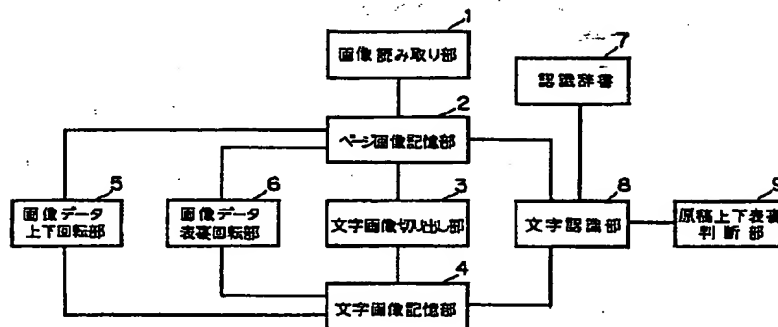 1
画像読み取り部
7
認識辞書
2
ページ画像記憶部
5
画像データ
上下回転部
6
画像データ
表裏回転部
3
文字画像切り出し部
8
文字認識部
9
原稿上下表裏
判断部
4
文字画像記憶部